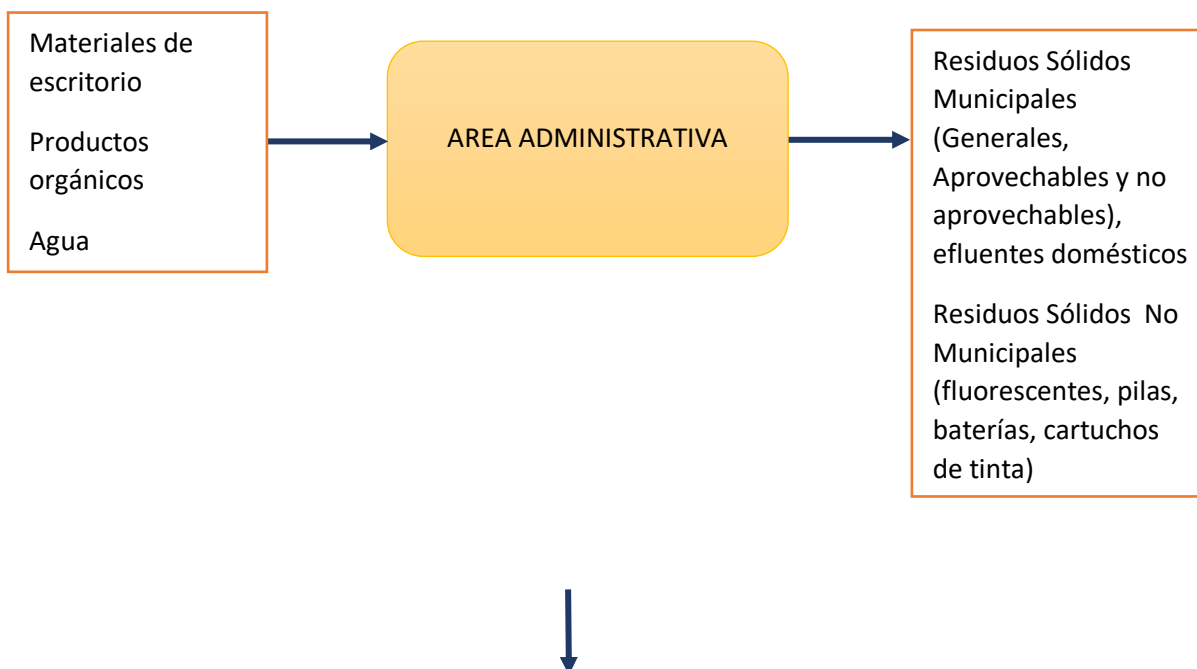 Materiales de
escritorio
Productos
orgánicos
Agua
AREA ADMINISTRATIVA
Residuos Sólidos
Municipales
(Generales,
Aprovechables y no
aprovechables),
efluentes domésticos
Residuos Sólidos  No
Municipales
(fluorescentes, pilas,
baterías, cartuchos
de tinta)